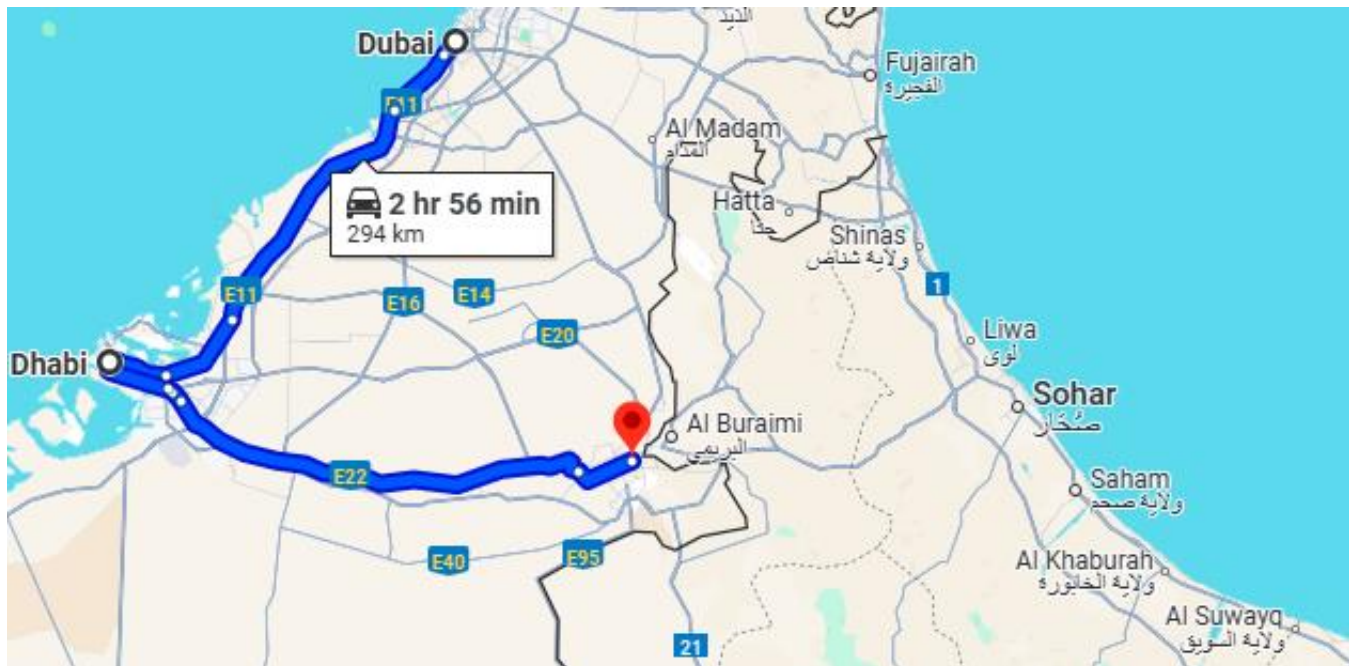 الذيد
Dubai
Fujairah
الفجيرة
E11
Al Madam
المدام
2 hr 56 min
294 km
Hatta
حتا
Shinas
ولاية شناص
1
E11
E14
E16
E20
Liwa
لوى
Dhabi
Sohar
صُحَار
Al Buraimi
البريمي
E22
Saham
ولاية صحم
E40
E95
Al Khaburah
ولاية الخابورة
Al Suwayq
ولاية السويق
21